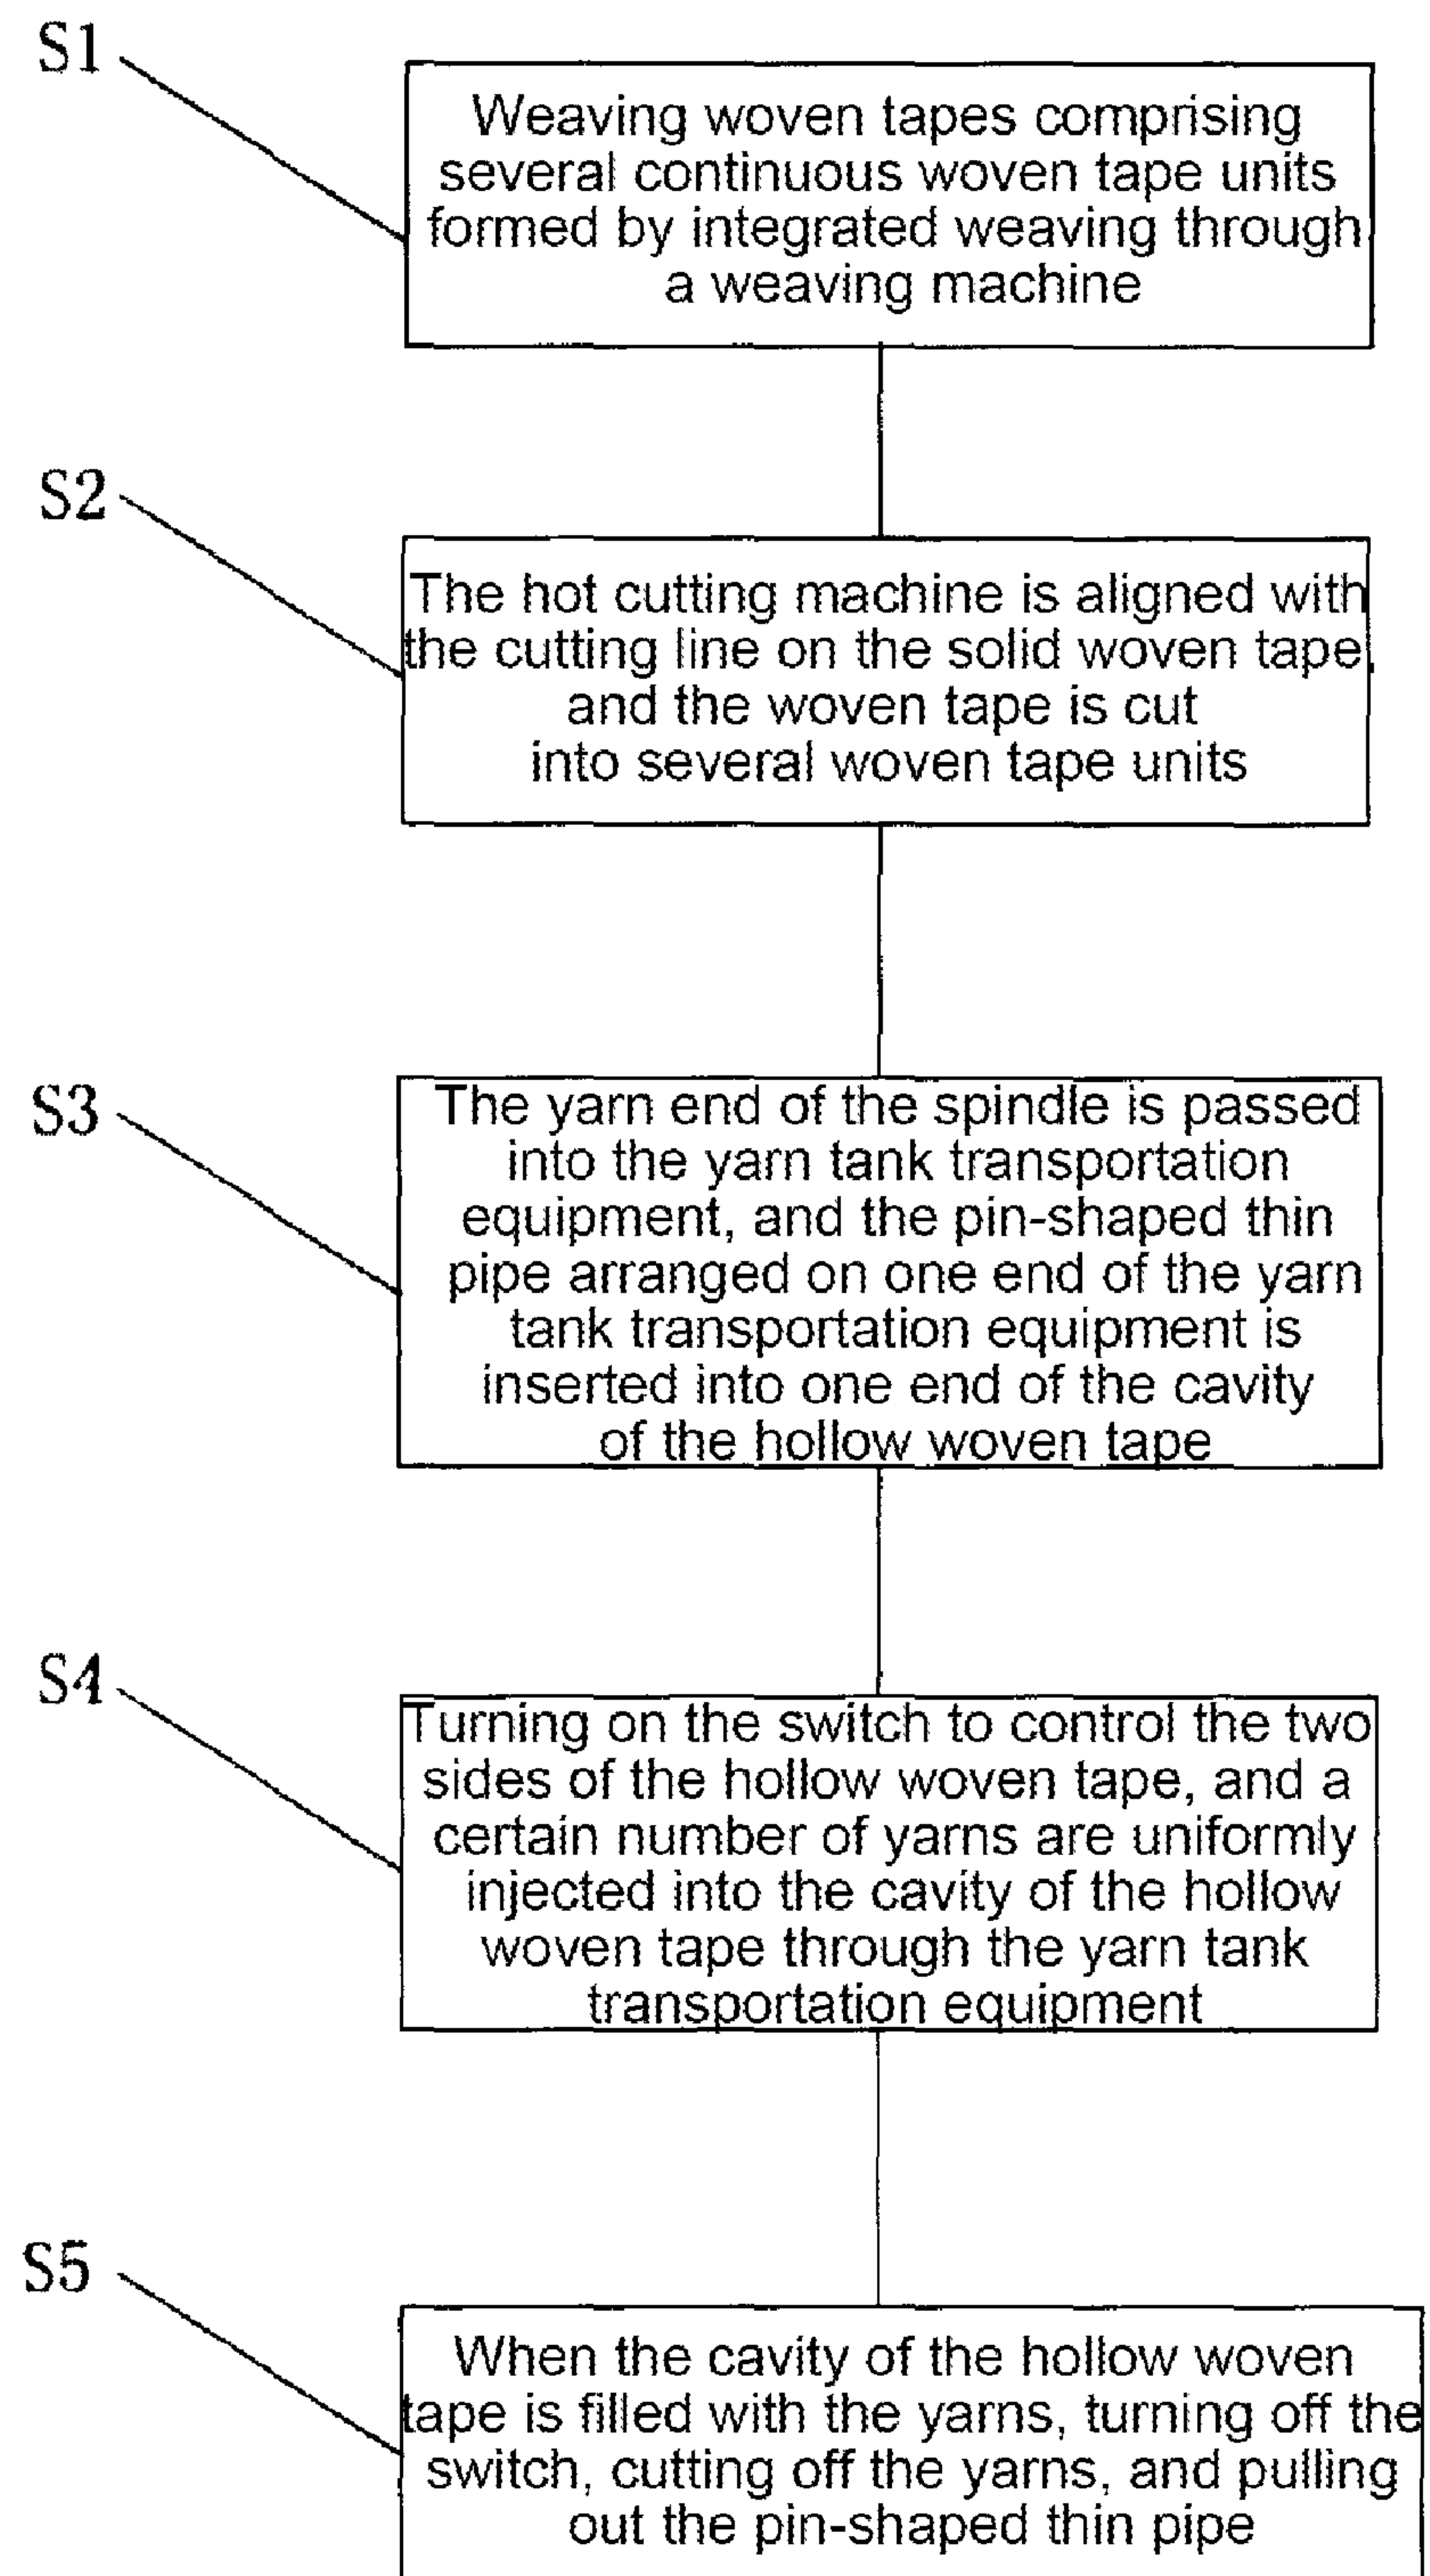 S1
Weaving woven tapes comprising
several continuous woven tape units
formed by integrated weaving through
a weaving machine
S2
The hot cutting machine is aligned with
the cutting line on the solid woven tape,
and the woven tape is cut
into several woven tape units
S3
The yarn end of the spindle is passed
into the yarn tank transportation
equipment, and the pin-shaped thin
pipe arranged on one end of the yarn
tank transportation equipment is
inserted into one end of the cavity
of the hollow woven tape
S4
Turning on the switch to control the two
sides of the hollow woven tape, and a
certain number of yarns are uniformly
injected into the cavity of the hollow
woven tape through the yarn tank
transportation equipment
S5
When the cavity of the hollow woven
tape is filled with the yarns, turning off the
switch, cutting off the yarns, and pulling
out the pin-shaped thin pipe